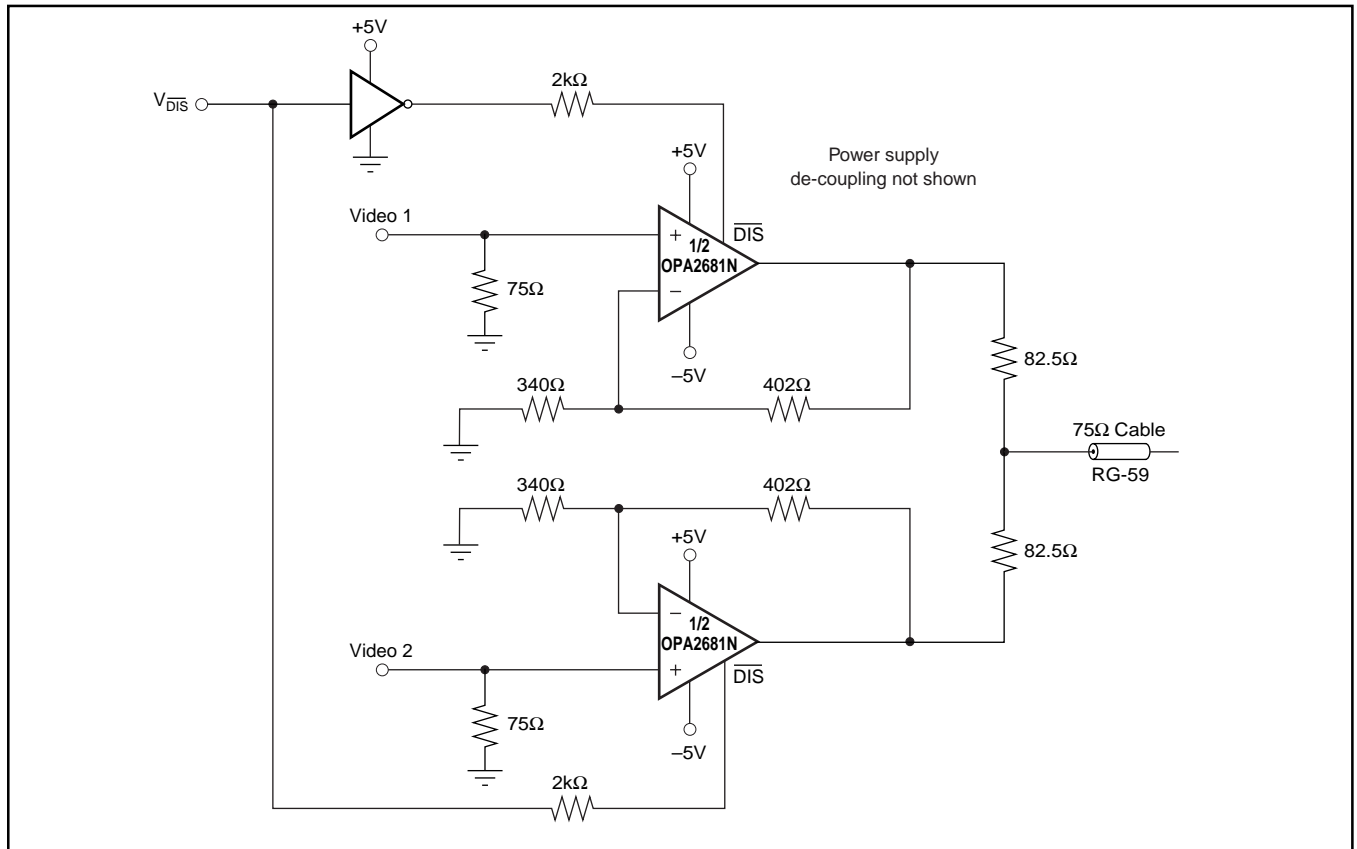 +5V
V_DIS̅
2kΩ
+5V
Power supply
de-coupling not shown
Video 1
D̅I̅S̅
+
1/2
OPA2681N
−
75Ω
82.5Ω
–5V
340Ω
402Ω
75Ω Cable
RG-59
340Ω
402Ω
+5V
82.5Ω
−
1/2
OPA2681N
Video 2
+
D̅I̅S̅
75Ω
–5V
2kΩ